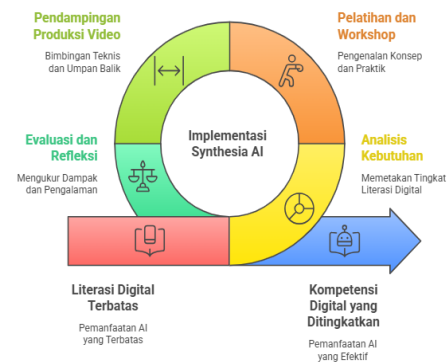 Pendampingan
Produksi Video
Bimbingan Teknis
dan Umpan Balik
Pelatihan dan
Workshop
Pengenalan Konsep
dan Praktik
Evaluasi dan
Refleksi
Mengukur Dampak
dan Pengalaman
Implementasi
Synthesia AI
Analisis
Kebutuhan
Memetakan Tingkat
Literasi Digital
Literasi Digital
Terbatas
Pemanfaatan AI
yang Terbatas
Kompetensi
Digital yang
Ditingkatkan
Pemanfaatan AI
yang Efektif